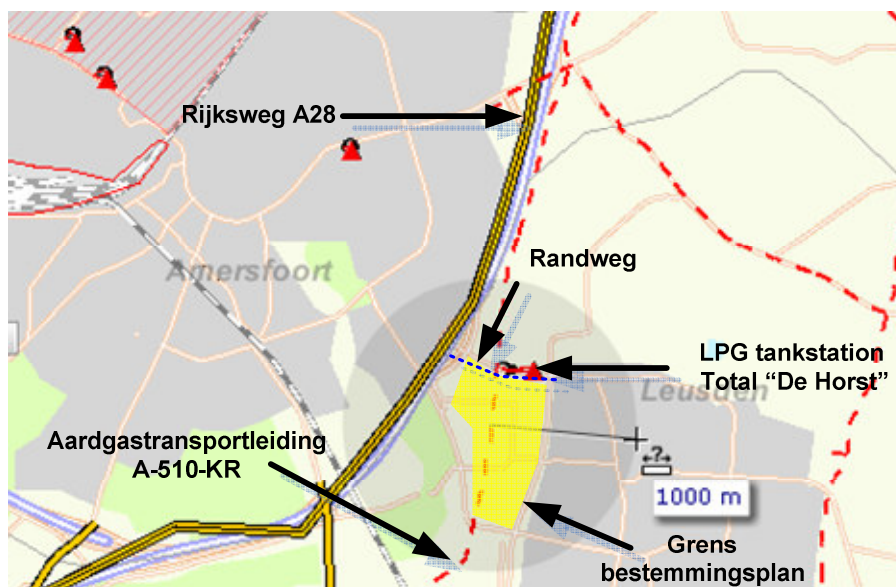 Rijksweg A28
Amersfoort
Randweg
LPG tankstation
Total “De Horst”
Leusden
Aardgastransportleiding
A-510-KR
?
1000 m
Grens
bestemmingsplan